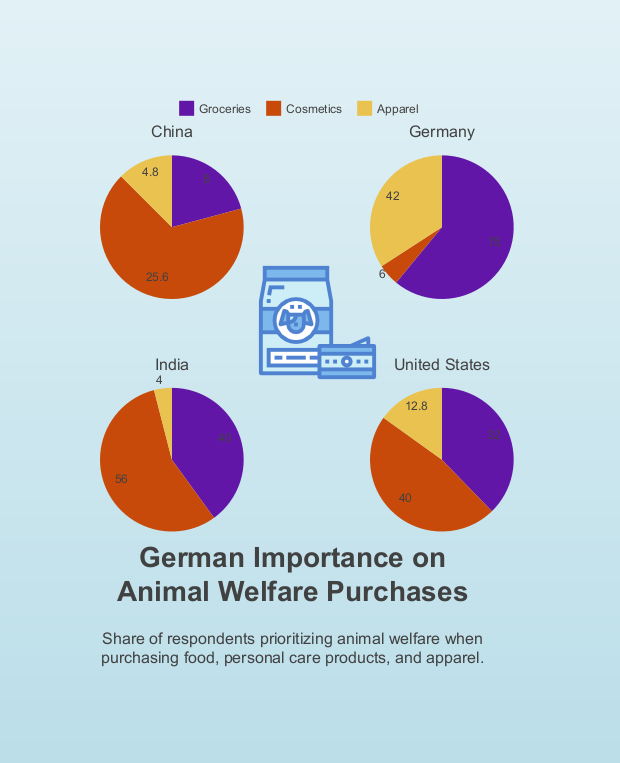 Groceries Cosmetics Apparel
China
Germany
4.8
25.6
42
6
India
United States
4
56
12.8
40
German Importance on
Animal Welfare Purchases
Share of respondents prioritizing animal welfare when
purchasing food, personal care products, and apparel.